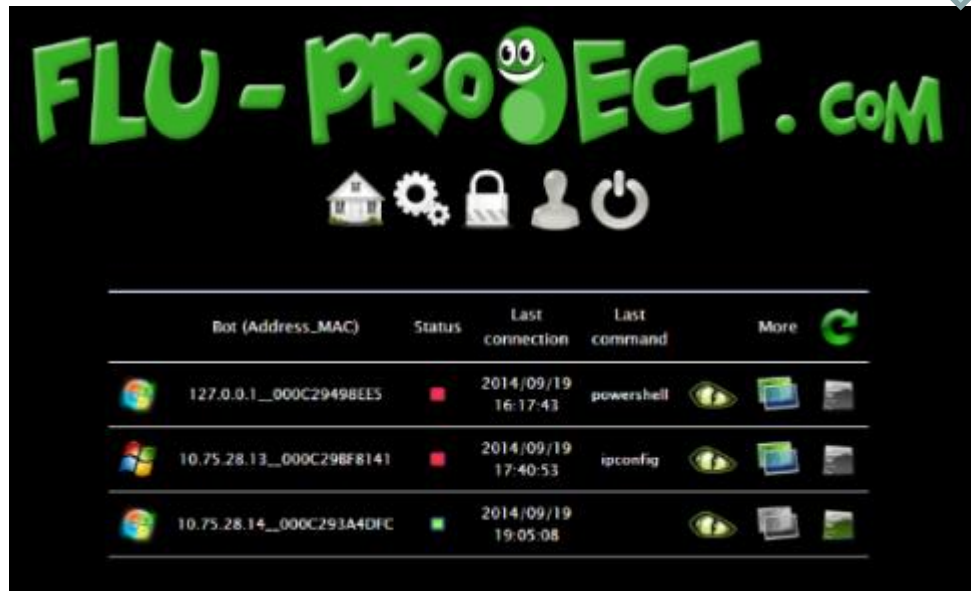 FLU-PROJECT.COM
Bot (Address_MAC) Status Last connection Last command More
127.0.0.1__000C29498EE5 2014/09/19 16:17:43 powershell
10.75.28.13__000C29BF8141 2014/09/19 17:40:53 ipconfig
10.75.28.14__000C293A4DFC 2014/09/19 19:05:08